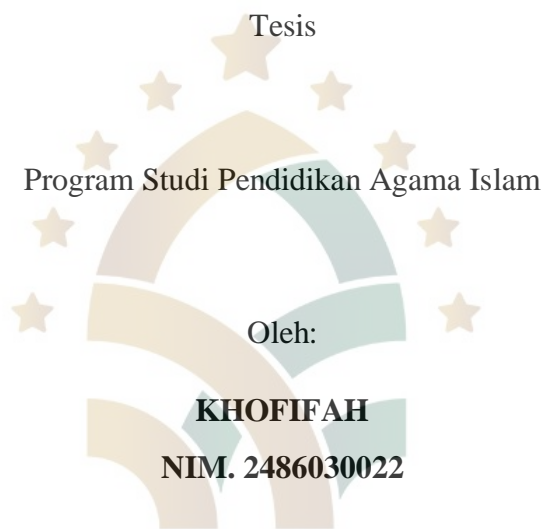 Tesis
Program Studi Pendidikan Agama Islam
Oleh:
KHOFIFAH
NIM. 2486030022